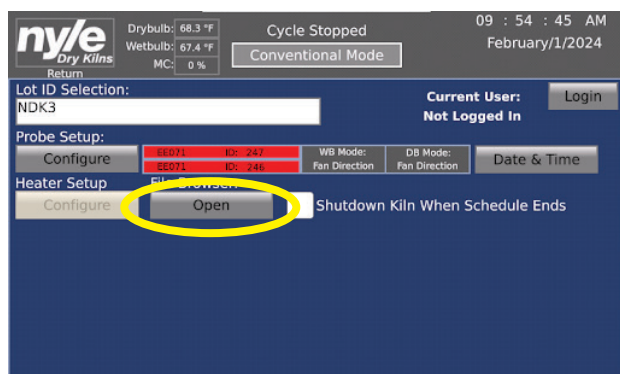 nyle
Dry Kilns
Return
Drybulb: 68.3 °F
Wetbulb: 67.4 °F
MC: 0 %
Cycle Stopped
Conventional Mode
09 : 54 : 45 AM
February/1/2024
Lot ID Selection:
NDK3
Current User:
Not Logged In
Login
Probe Setup:
Configure
EE071 ID: 247
EE071 ID: 246
WB Mode:
Fan Direction
DB Mode:
Fan Direction
Date & Time
Heater Setup
Configure
File Browser:
Open
Shutdown Kiln When Schedule Ends